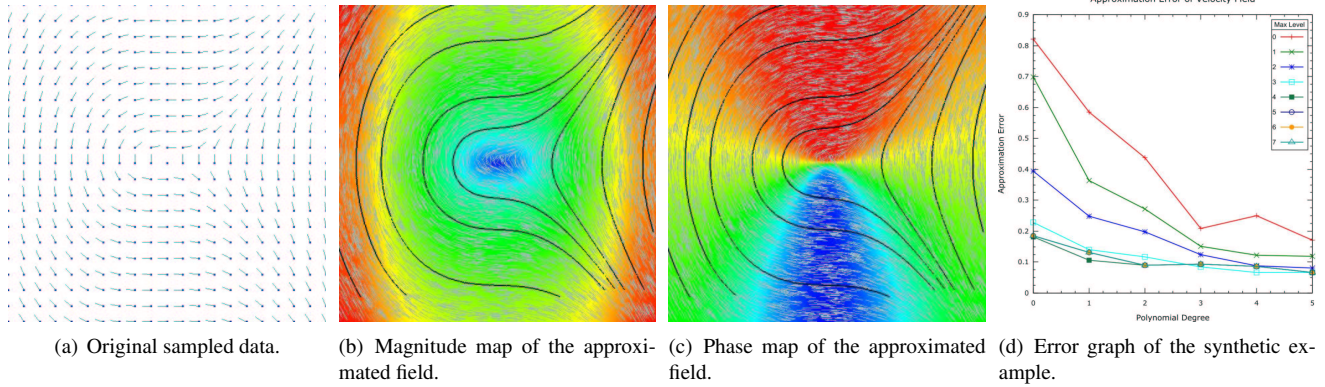 Approximation Error of Velocity Field
0.9
0.8
0.7
0.6
0.5
0.4
0.3
0.2
0.1
0
Approximation Error
Max Level
0
1
2
3
4
5
6
7
0 1 2 3 4 5
Polynomial Degree
(a) Original sampled data.
(b) Magnitude map of the approxi-
mated field.
(c) Phase map of the approximated
field.
(d) Error graph of the synthetic ex-
ample.